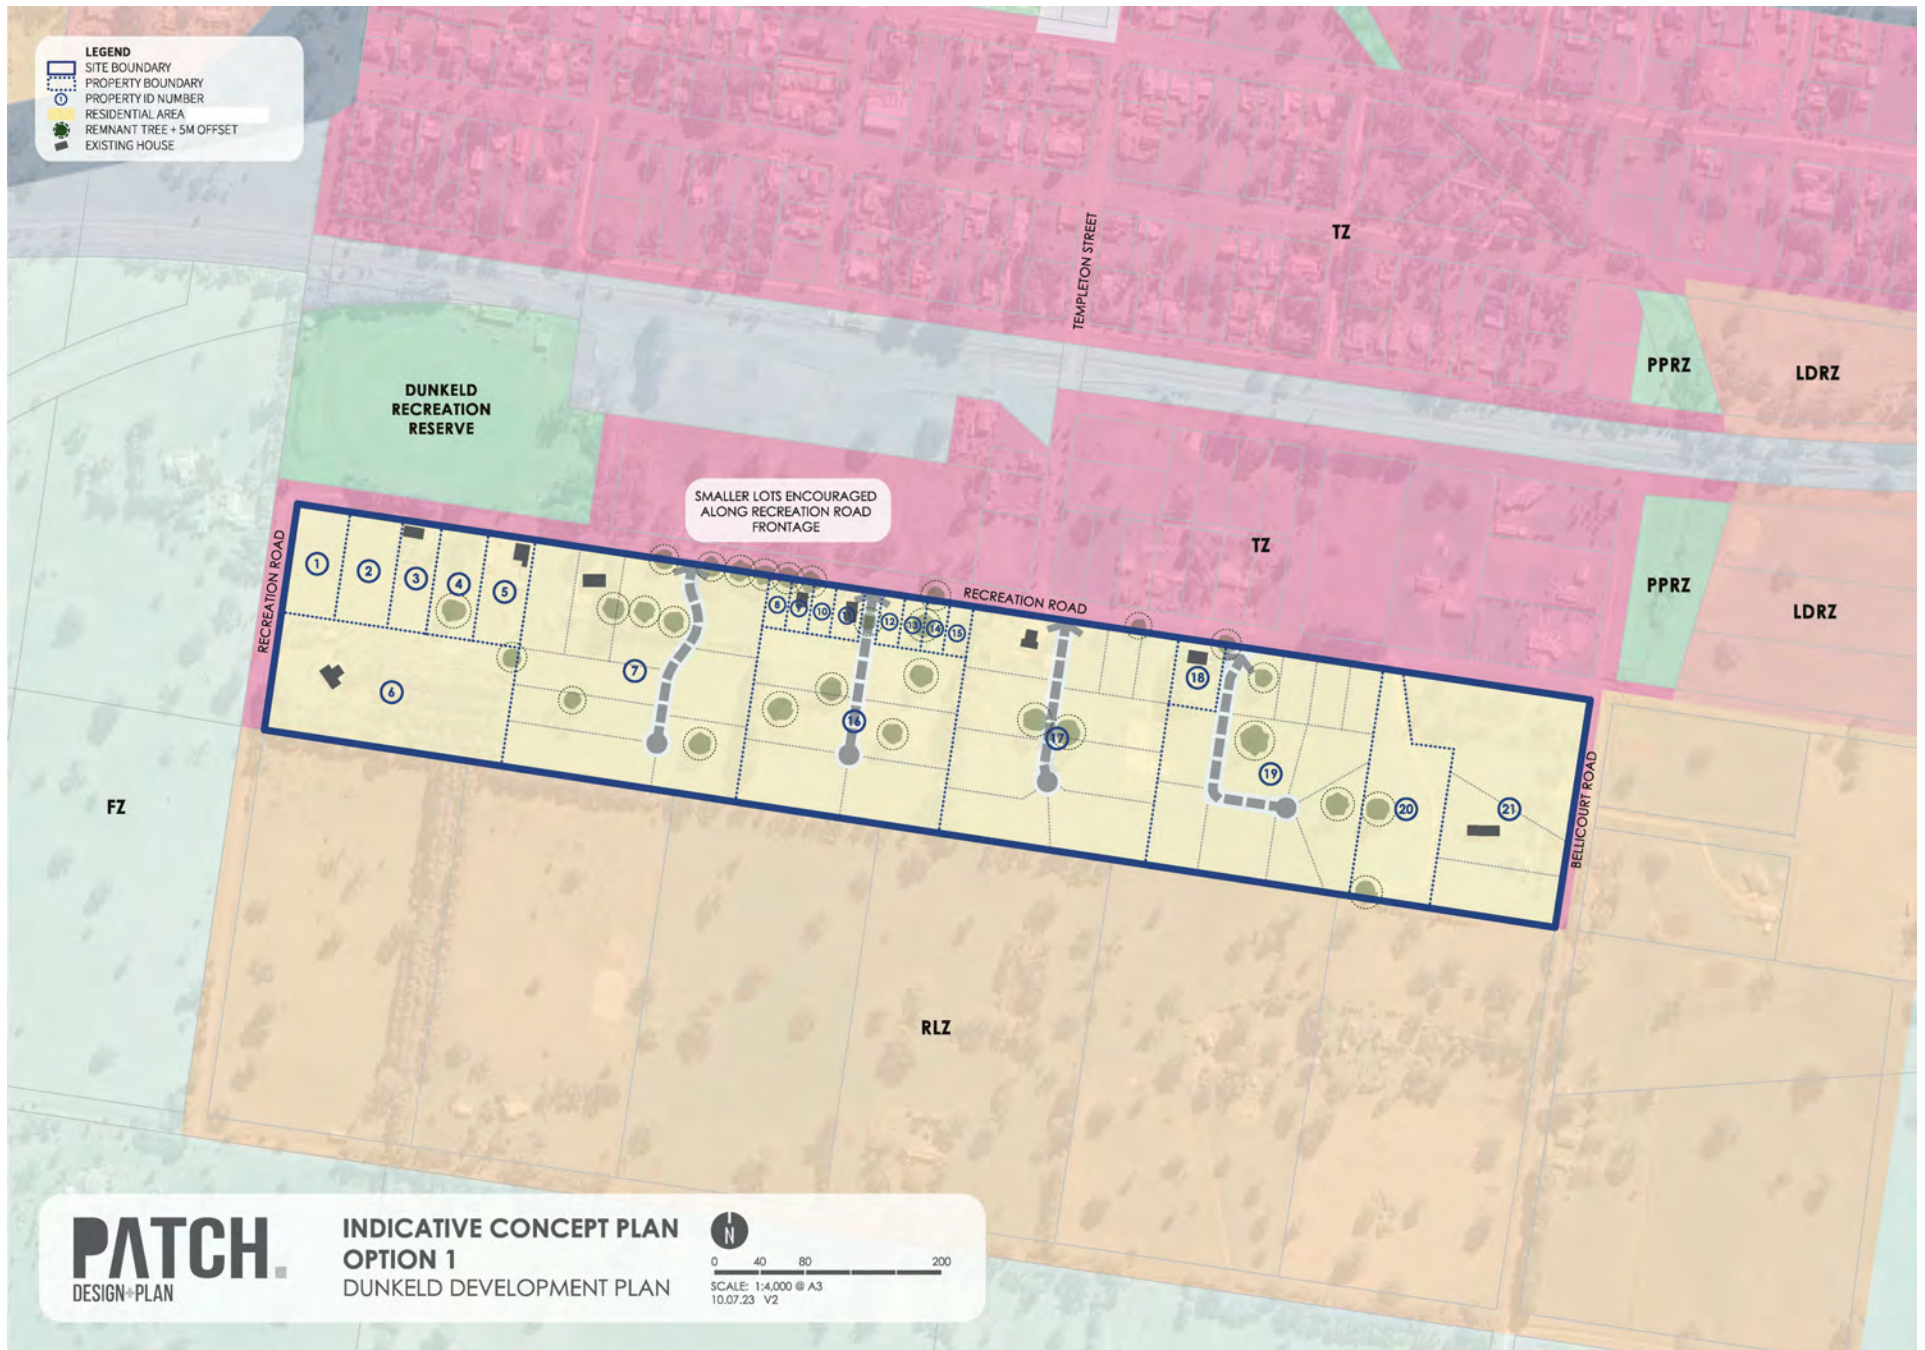 LEGEND
SITE BOUNDARY
PROPERTY BOUNDARY
1 PROPERTY ID NUMBER
RESIDENTIAL AREA
REMNANT TREE + 5M OFFSET
EXISTING HOUSE
TEMPLETON STREET
TZ
PPRZ
LDRZ
DUNKELD
RECREATION
RESERVE
SMALLER LOTS ENCOURAGED
ALONG RECREATION ROAD
FRONTAGE
TZ
PPRZ
LDRZ
RECREATION ROAD
RECREATION ROAD
1
2
3
4
5
6
7
8
9
10
11
12
13
14
15
16
17
18
19
20
21
BELLICOURT ROAD
FZ
RLZ
PATCH.
DESIGN+PLAN
INDICATIVE CONCEPT PLAN
OPTION 1
DUNKELD DEVELOPMENT PLAN
N
0 40 80 200
SCALE: 1:4,000 @ A3
10.07.23 V2